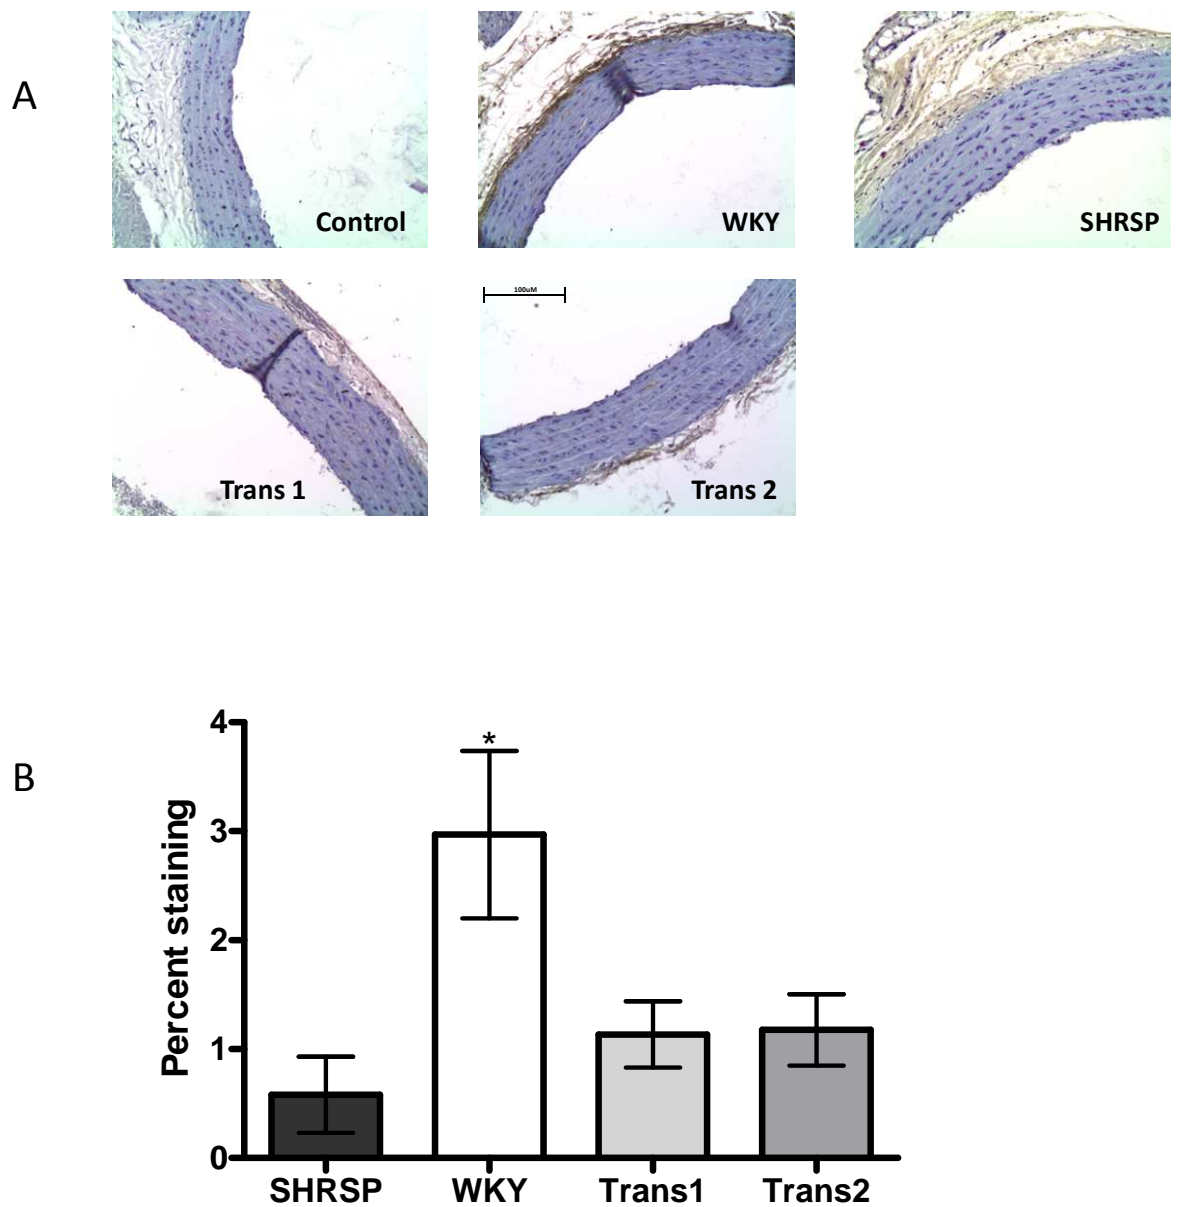 A
Control
WKY
SHRSP
100uM
Trans 1
Trans 2
B
Percent staining
4
3
2
1
0
*
SHRSP
WKY
Trans1
Trans2